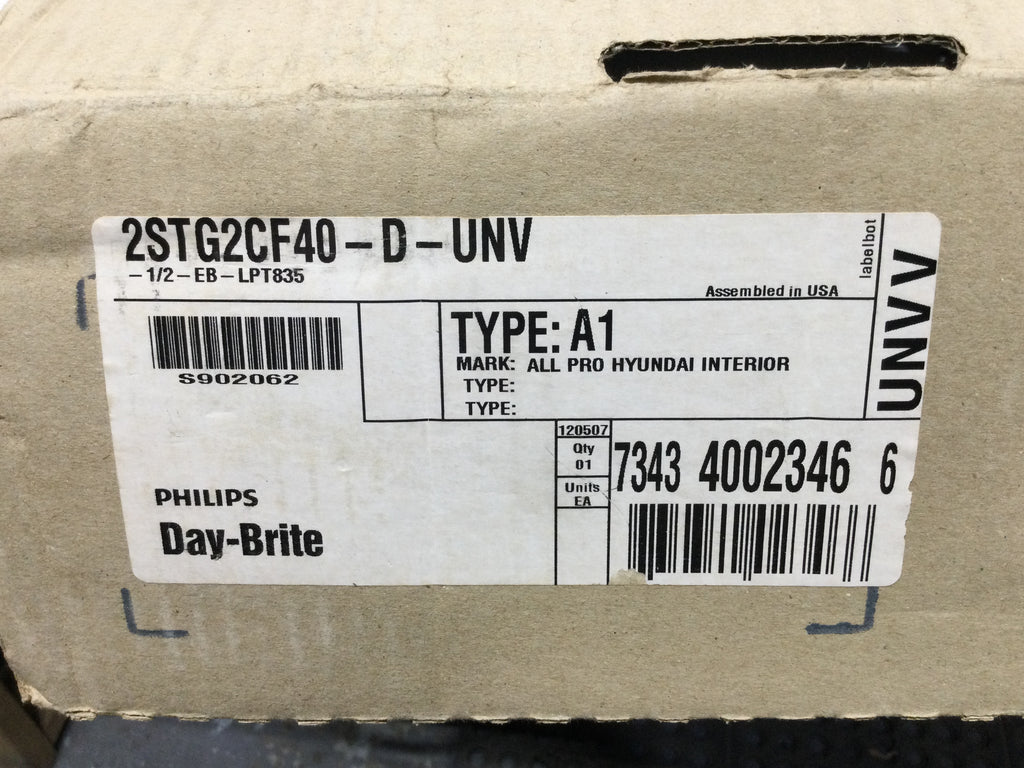 2STG2CF40-D-UNV
-1/2-EB-LPT835
labelbot
Assembled in USA
UNVV
S902062
TYPE: A1
MARK: ALL PRO HYUNDAI INTERIOR
TYPE:
TYPE:
120507
Qty
01
Units
EA
7343 4002346 6
PHILIPS
Day-Brite